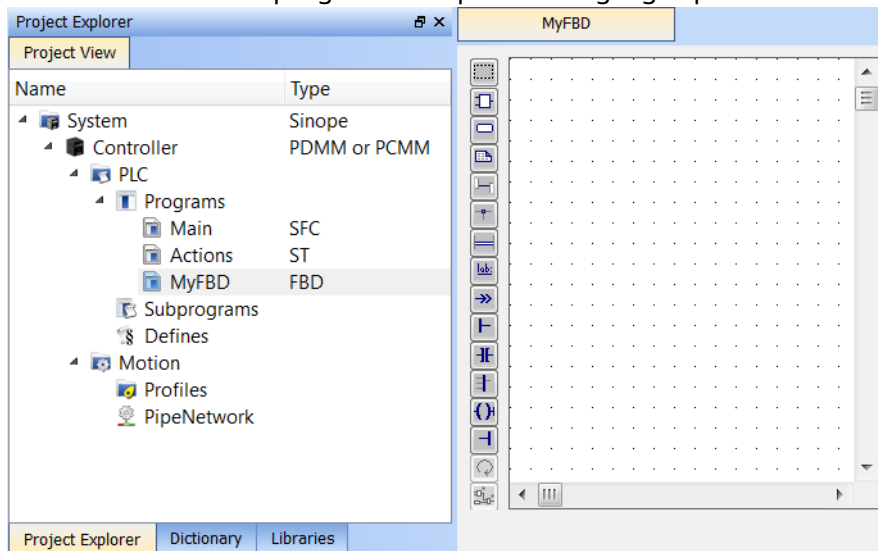 Project Explorer
Project View
Name Type
System Sinope
Controller PDMM or PCMM
PLC
Programs
Main SFC
Actions ST
MyFBD FBD
Subprograms
Defines
Motion
Profiles
PipeNetwork
Project Explorer Dictionary Libraries
MyFBD
lab: